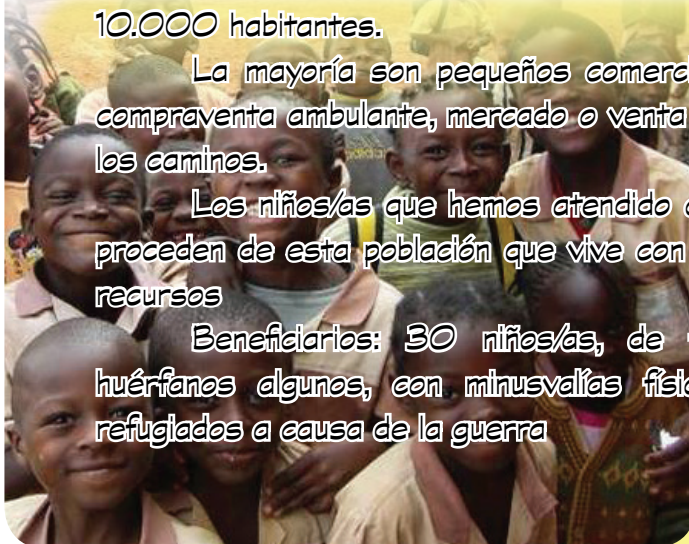 10.000 habitantes.
La mayoría son pequeños comerc
compraventa ambulante, mercado o venta
los caminos.
Los niños/as que hemos atendido
proceden de esta población que vive con
recursos
Beneficiarios: 30 niños/as, de
huérfanos algunos, con minusvalías físic
refugiados a causa de la guerra
adidas